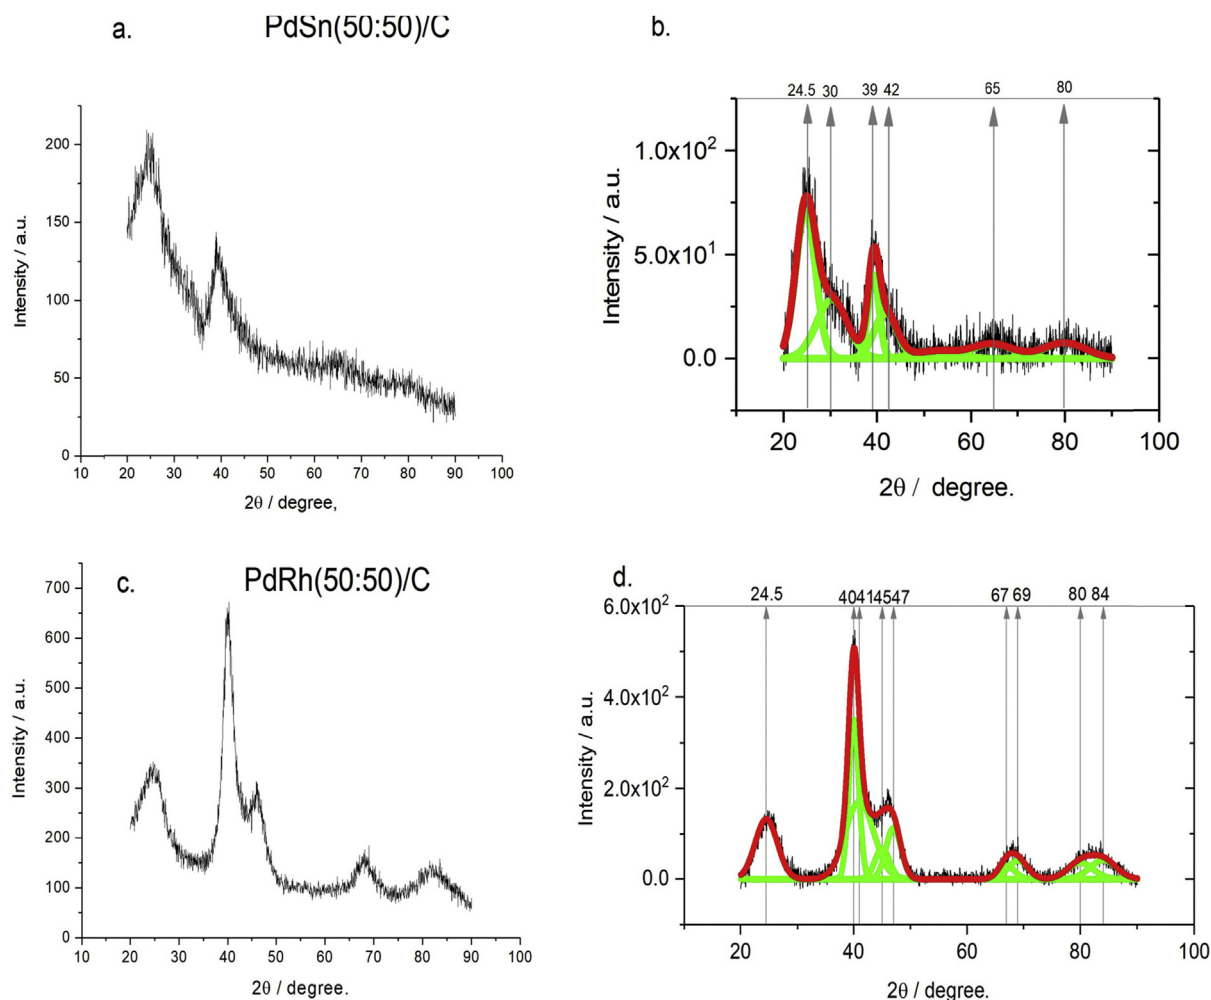 a.
PdSn(50:50)/C
200
150
100
50
0
10 20 30 40 50 60 70 80 90 100
Intensity / a.u.
2θ / degree,
b.
24.5 30 39 42 65 80
1.0x10²
5.0x10¹
0.0
20 40 60 80 100
Intensity / a.u.
2θ / degree.
c.
PdRh(50:50)/C
700
600
500
400
300
200
100
0
10 20 30 40 50 60 70 80 90 100
Intensity / a.u.
2θ / degree.
d.
24.5 40 41 45 47 67 69 80 84
6.0x10²
4.0x10²
2.0x10²
0.0
20 40 60 80 100
Intensity / a.u.
2θ / degree.